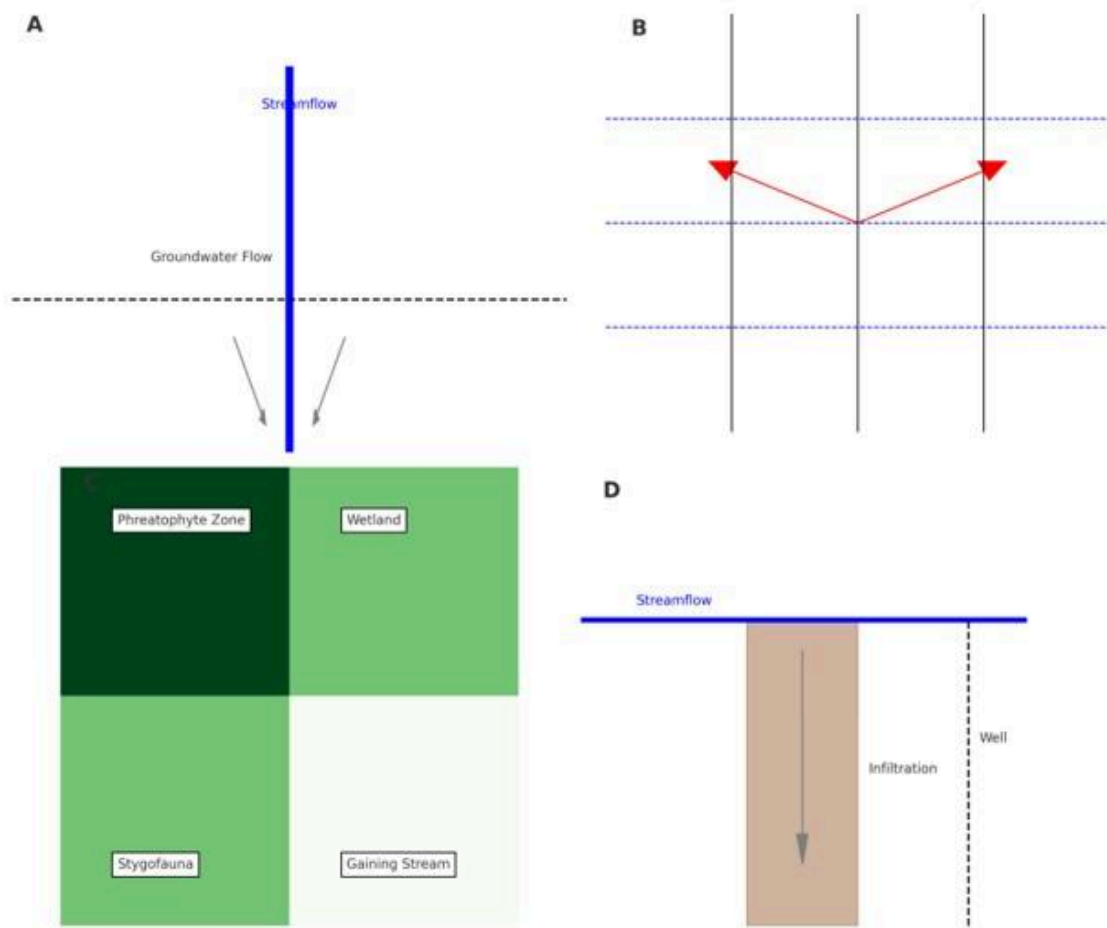 A
Streamflow
Groundwater Flow
B
C
Phreatophyte Zone
Wetland
Stygofauna
Gaining Stream
D
Streamflow
Infiltration
Well